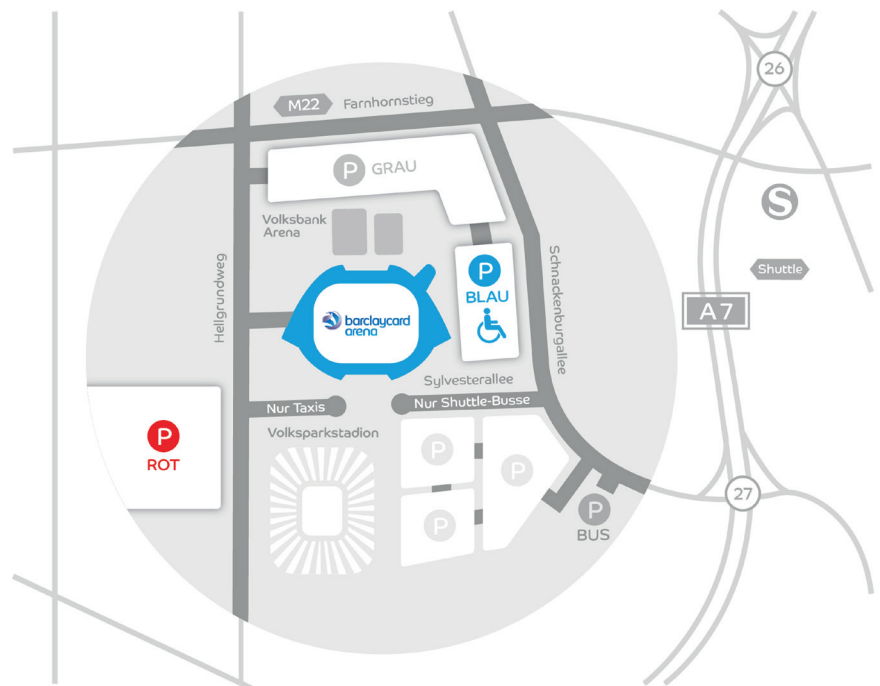 26
M22 Farnhornstieg
P GRAU
S
Volksbank
Arena
Hellgrundweg
P
BLAU
Schnackenburgallee
Shuttle
A 7
barclaycard
arena
Sylvesterallee
Nur Taxis
Nur Shuttle-Busse
P
ROT
Volksparkstadion
P
P
P
27
P
BUS